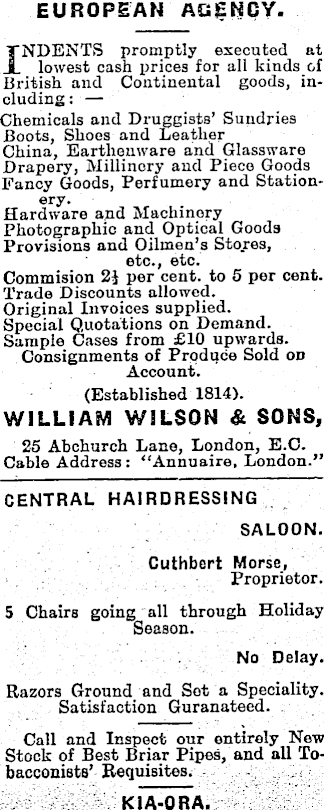 EUROPEAN AGENCY.
INDENTS promptly executed at
lowest cash prices for all kinds of
British and Continental goods, in-
cluding: —
Chemicals and Druggists' Sundries
Boots, Shoes and Leather
China, Earthenware and Glassware
Drapery, Millinery and Piece Goods
Fancy Goods, Perfumery and Station-
ery.
Hardware and Machinery
Photographic and Optical Goods
Provisions and Oilmen's Stores,
etc., etc.
Commision 2½ per cent. to 5 per cent.
Trade Discounts allowed.
Original Invoices supplied.
Special Quotations on Demand.
Sample Cases from £10 upwards.
Consignments of Produce Sold on
Account.
(Established 1814).
WILLIAM WILSON & SONS,
25 Abchurch Lane, London, E.C.
Cable Address: "Annuaire, London."
CENTRAL HAIRDRESSING
SALOON.
Cuthbert Morse,
Proprietor.
5 Chairs going all through Holiday
Season.
No Delay.
Razors Ground and Set a Speciality.
Satisfaction Guranateed.
Call and Inspect our entirely New
Stock of Best Briar Pipes, and all To-
bacconists' Requisites.
KIA-ORA.